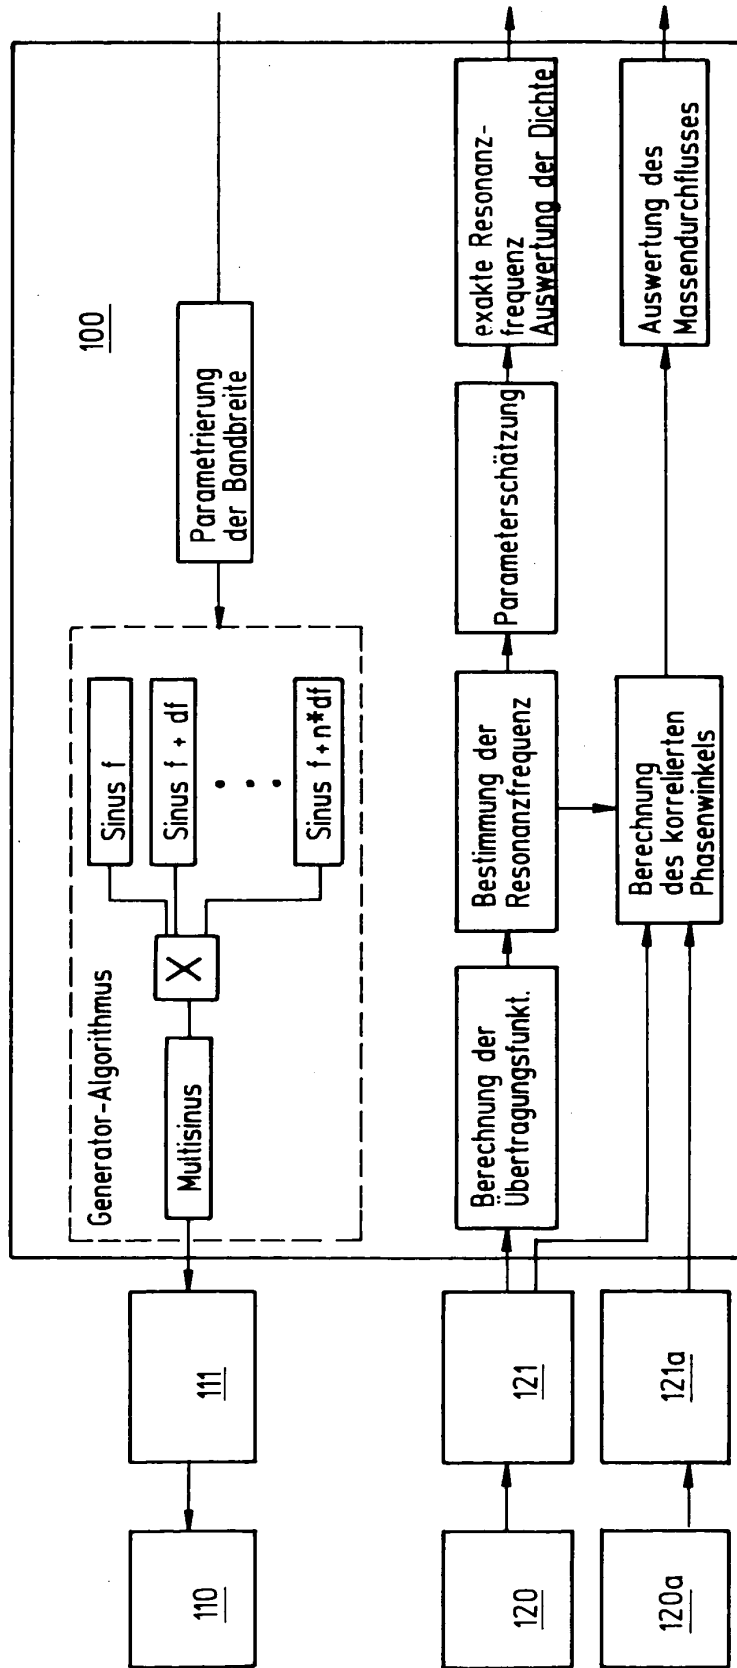 100
Generator-Algorithmus
Sinus f
Sinus f + df
• • •
Sinus f+n*df
X
Multisinus
Parametrierung
der Bandbreite
110
111
120
121
Berechnung der
Übertragungsfunkt.
Bestimmung der
Resonanzfrequenz
Parameterschätzung
exakte Resonanz-
frequenz
Auswertung der Dichte
120a
121a
Berechnung
des korrelierten
Phasenwinkels
Auswertung des
Massendurchflusses